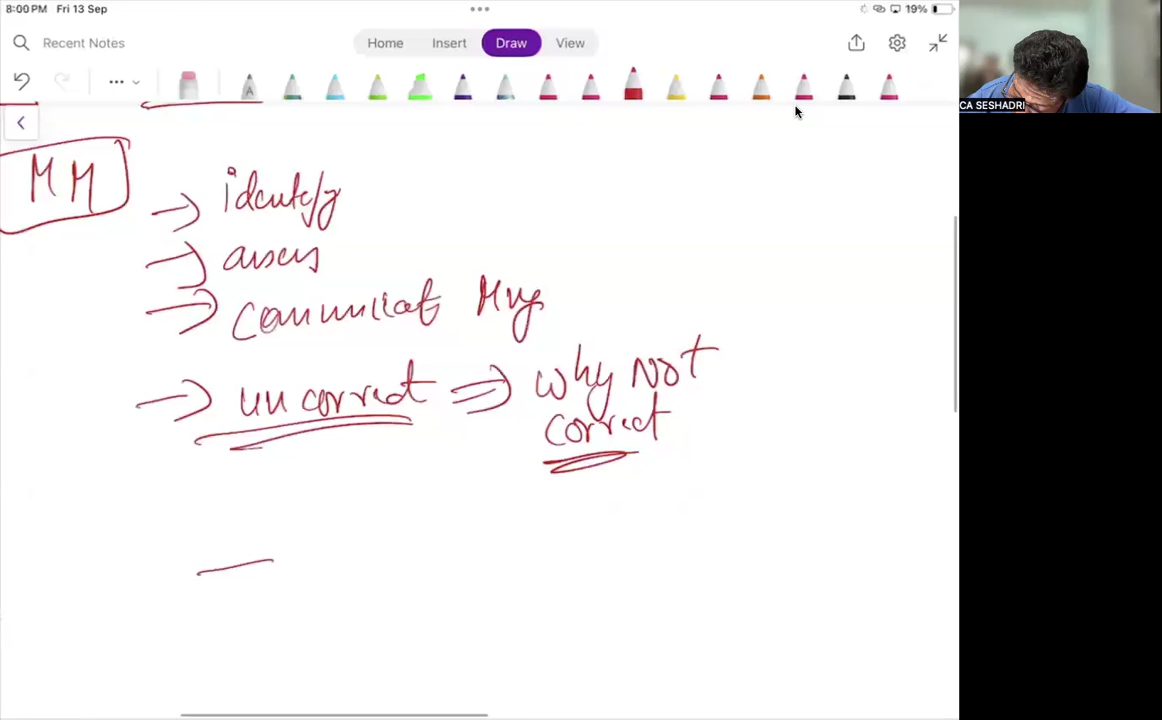 8:00 PM Fri 13 Sep
19%
Recent Notes
Home Insert Draw View
A
CA SESHADRI
MM
→ identify
→ assess
→ communicat Mng
→ uncorrect ⇒ why Not
correct